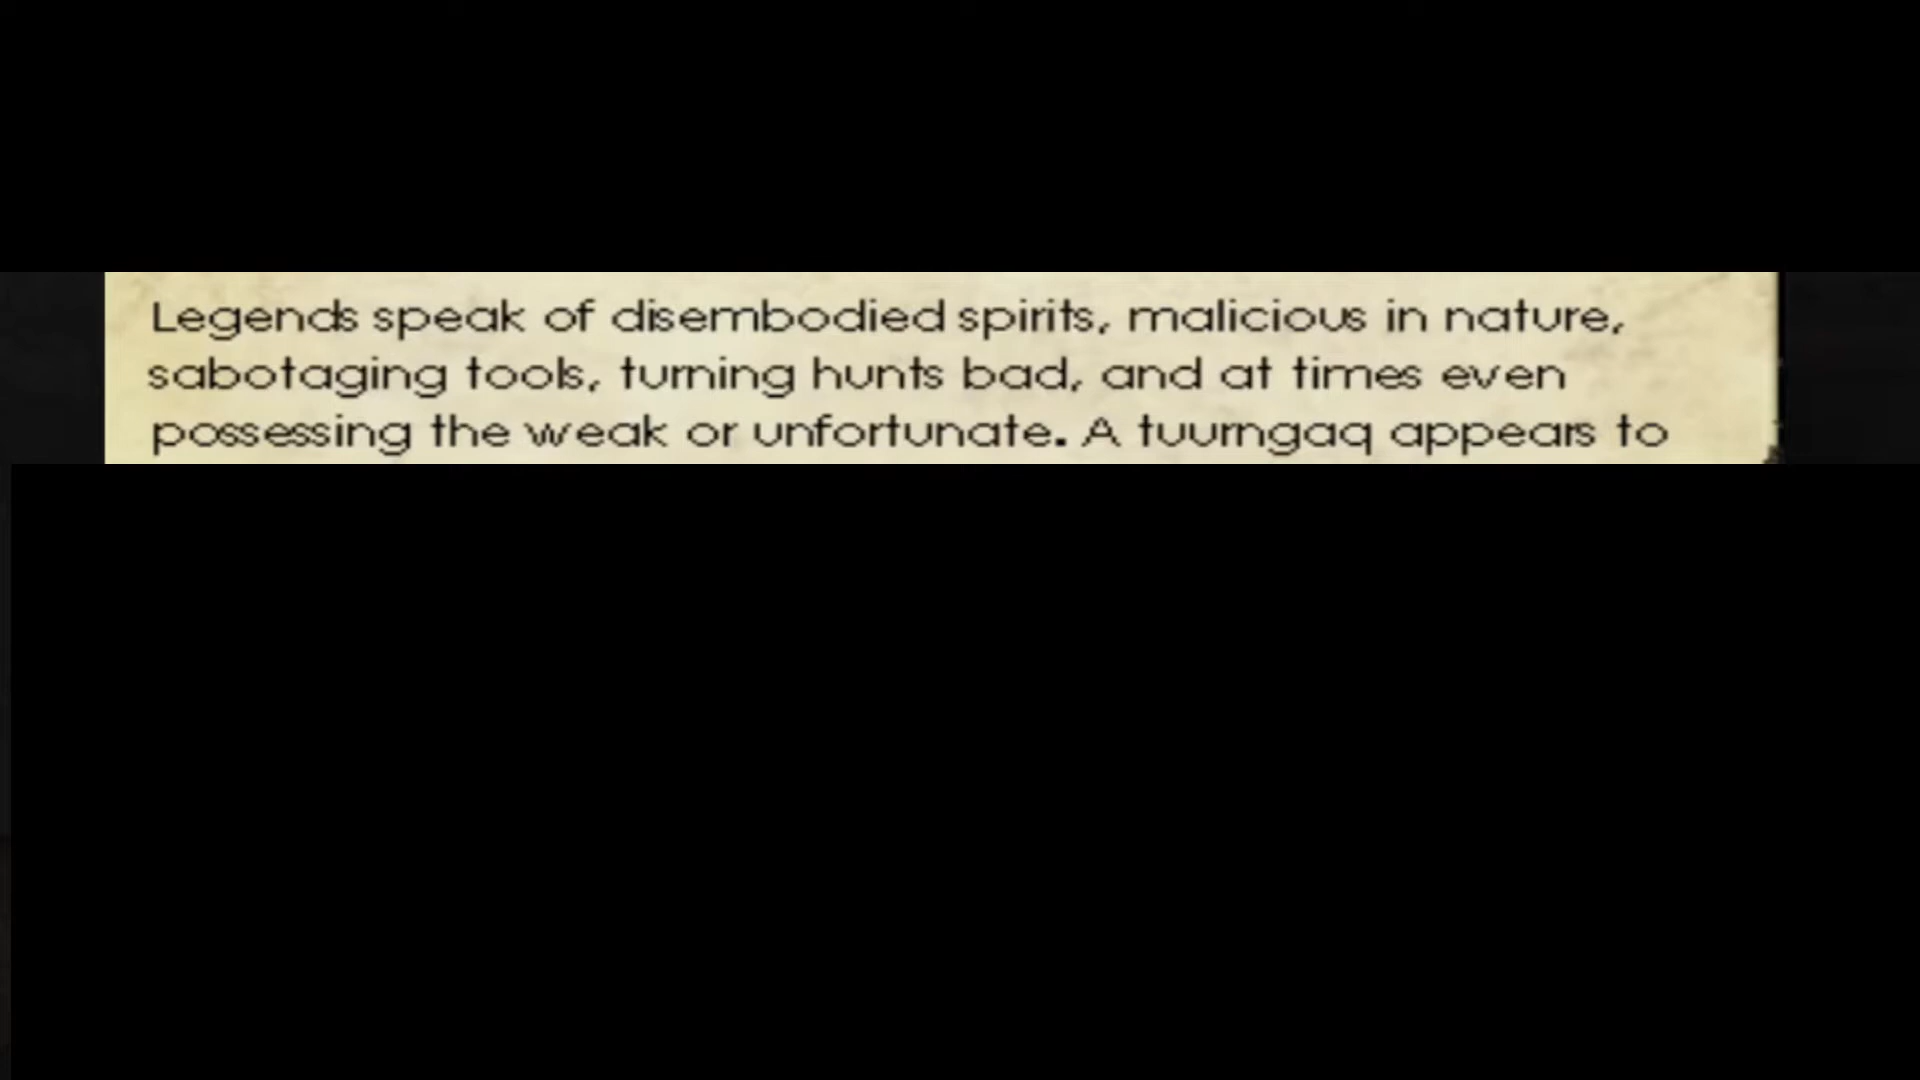 Legends speak of disembodied spirits, malicious in nature,
sabotaging tools, turning hunts bad, and at times even
possessing the weak or unfortunate. A tuurngaq appears to